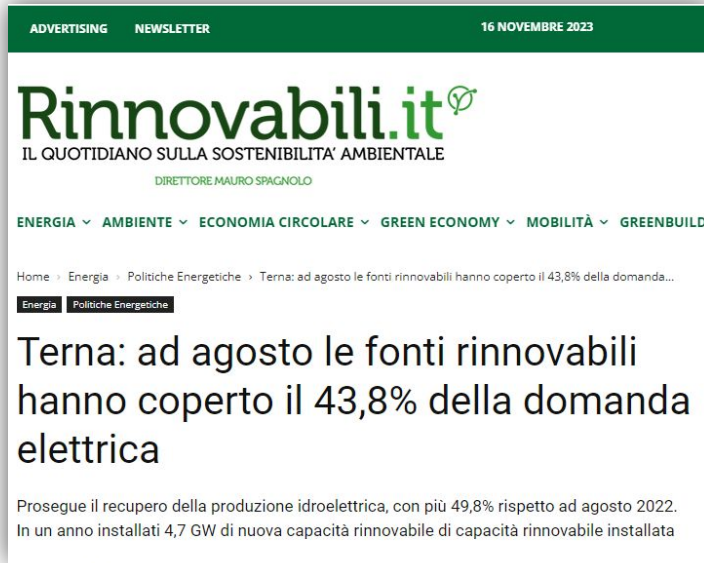 ADVERTISING NEWSLETTER 16 NOVEMBRE 2023
Rinnovabili.it
IL QUOTIDIANO SULLA SOSTENIBILITA' AMBIENTALE
DIRETTORE MAURO SPAGNOLO
ENERGIA AMBIENTE ECONOMIA CIRCOLARE GREEN ECONOMY MOBILITÀ GREENBUILD
Home › Energia › Politiche Energetiche › Terna: ad agosto le fonti rinnovabili hanno coperto il 43,8% della domanda...
Energia Politiche Energetiche
Terna: ad agosto le fonti rinnovabili
hanno coperto il 43,8% della domanda
elettrica
Prosegue il recupero della produzione idroelettrica, con più 49,8% rispetto ad agosto 2022.
In un anno installati 4,7 GW di nuova capacità rinnovabile di capacità rinnovabile installata